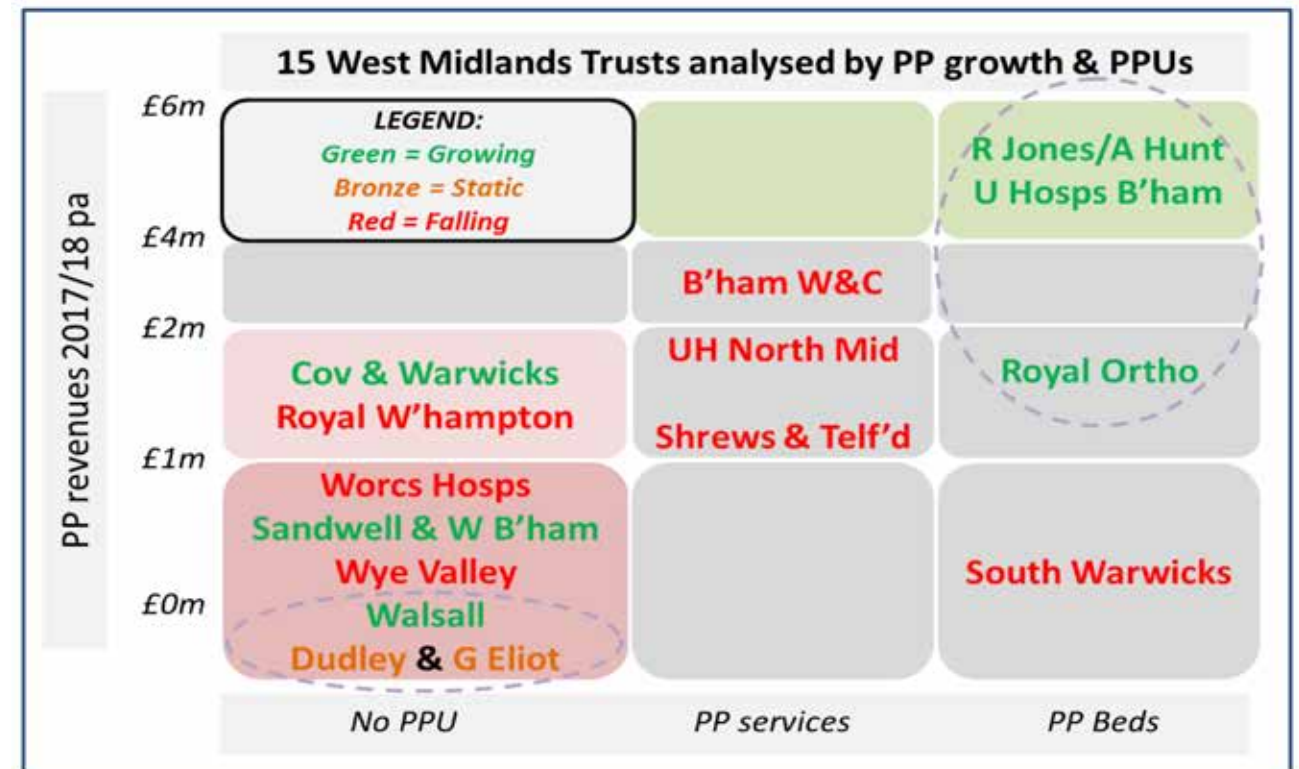 15 West Midlands Trusts analysed by PP growth & PPUs
PP revenues 2017/18 pa
£6m
£4m
£2m
£1m
£0m
LEGEND:
Green = Growing
Bronze = Static
Red = Falling
R Jones/A Hunt
U Hosps B’ham
B’ham W&C
Cov & Warwicks
Royal W’hampton
UH North Mid
Shrews & Telf’d
Royal Ortho
Worcs Hosps
Sandwell & W B’ham
Wye Valley
Walsall
Dudley & G Eliot
South Warwicks
No PPU
PP services
PP Beds